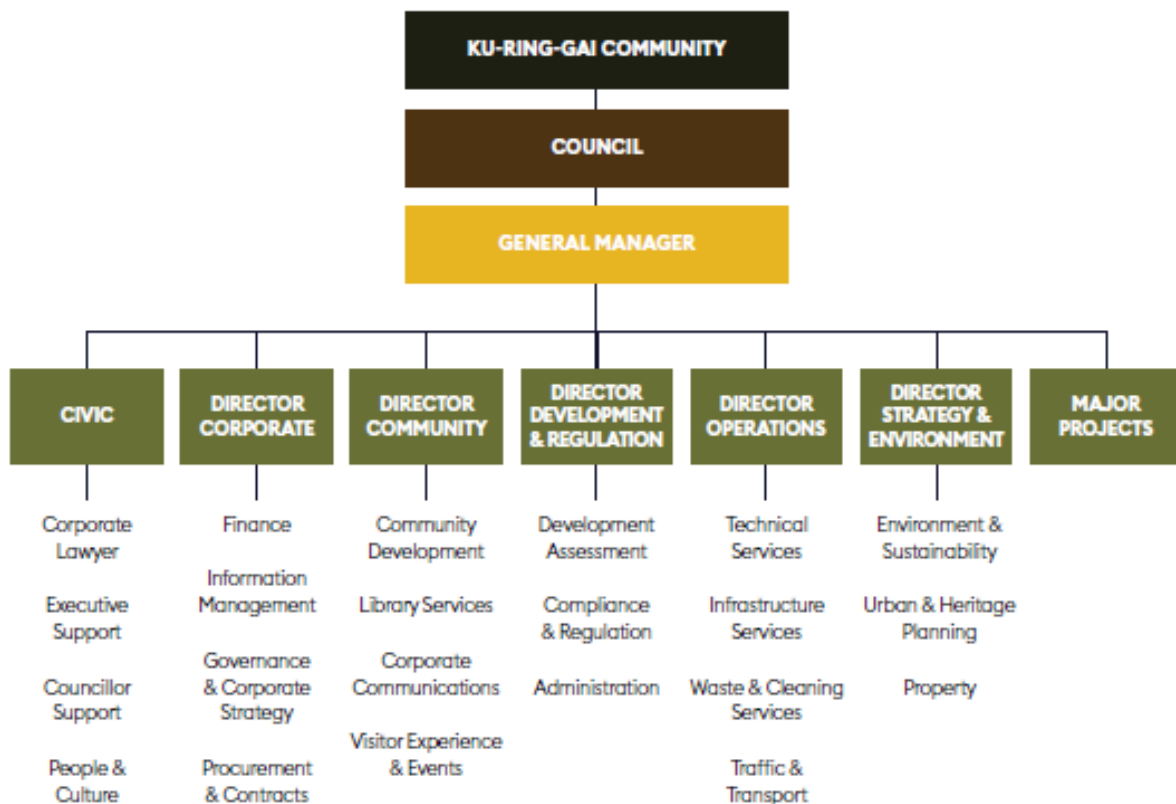 KU-RING-GAI COMMUNITY
COUNCIL
GENERAL MANAGER
CIVIC
Corporate
Lawyer
Executive
Support
Councillor
Support
People &
Culture
DIRECTOR
CORPORATE
Finance
Information
Management
Governance
& Corporate
Strategy
Procurement
& Contracts
DIRECTOR
COMMUNITY
Community
Development
Library Services
Corporate
Communications
Visitor Experience
& Events
DIRECTOR
DEVELOPMENT
& REGULATION
Development
Assessment
Compliance
& Regulation
Administration
DIRECTOR
OPERATIONS
Technical
Services
Infrastructure
Services
Waste & Cleaning
Services
Traffic &
Transport
DIRECTOR
STRATEGY &
ENVIRONMENT
Environment &
Sustainability
Urban & Heritage
Planning
Property
MAJOR
PROJECTS